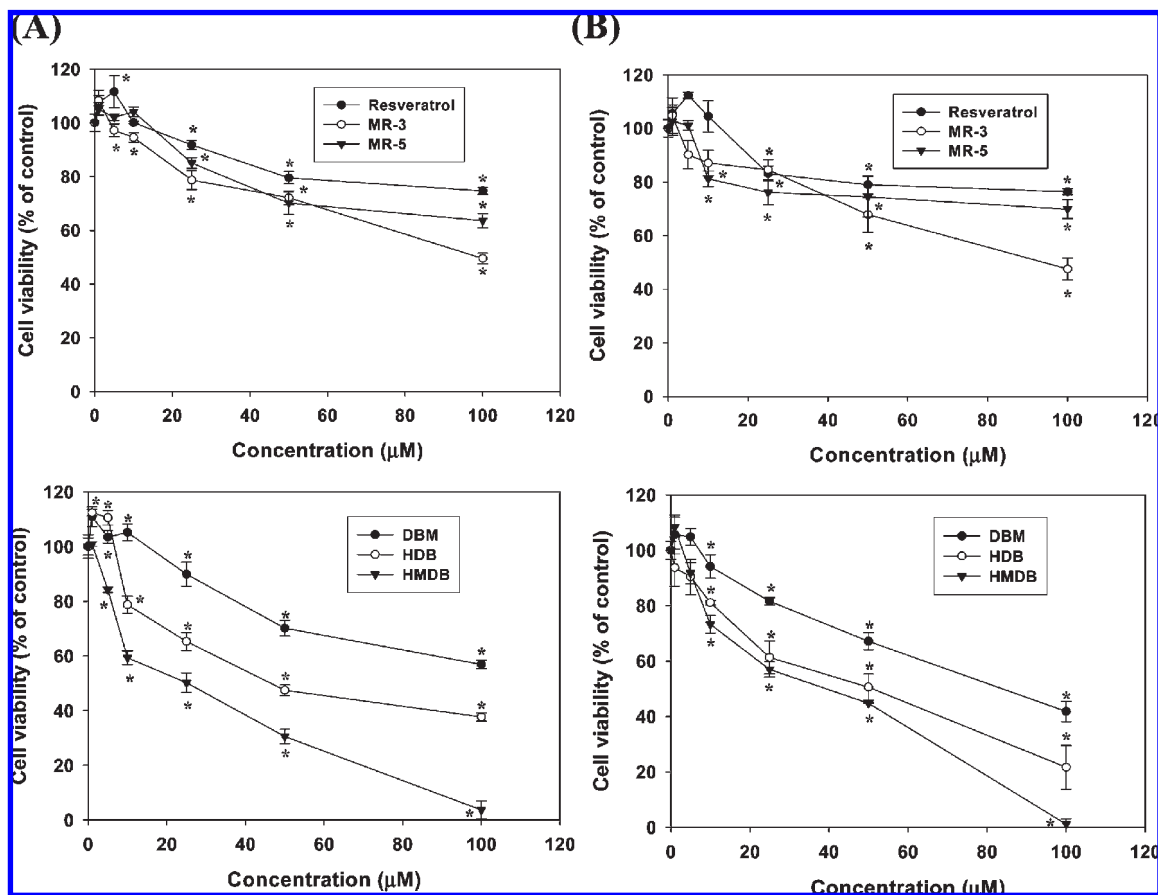 (A)
(B)
Cell viability (% of control)
120
100
80
60
40
20
0
Resveratrol
MR-3
MR-5
* * * * * * * * * * * *
0 20 40 60 80 100 120
Concentration (µM)
Cell viability (% of control)
120
100
80
60
40
20
0
Resveratrol
MR-3
MR-5
* * * * * * * * * * *
0 20 40 60 80 100 120
Concentration (µM)
Cell viability (% of control)
120
100
80
60
40
20
0
DBM
HDB
HMDB
* * * * * * * * * * * * * * * * *
0 20 40 60 80 100 120
Concentration (µM)
Cell viability (% of control)
120
100
80
60
40
20
0
DBM
HDB
HMDB
* * * * * * * * * * * *
0 20 40 60 80 100 120
Concentration (µM)